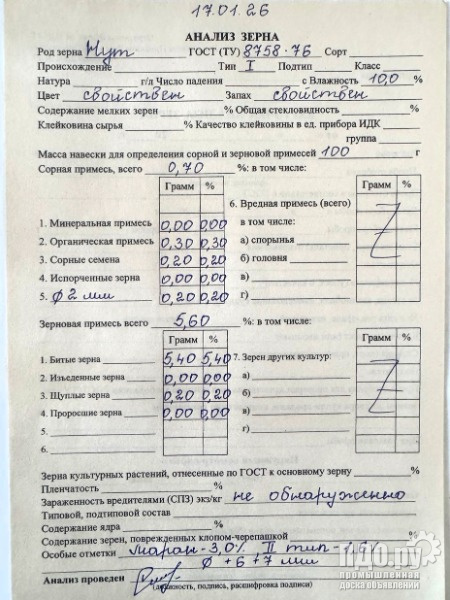 17.01.26
АНАЛИЗ ЗЕРНА
Род зерна Нут ГОСТ (ТУ) 8758-76 Сорт
Происхождение Тип I Подтип Класс
Натура г/л Число падения с Влажность 10,0 %
Цвет свойствен Запах свойствен
Содержание мелких зерен % Общая стекловидность %
Клейковина сырья % Качество клейковины в ед. прибора ИДК
группа
Масса навески для определения сорной и зерновой примесей 100 г
Сорная примесь, всего 0,70 %: в том числе:
Грамм % Грамм %
6. Вредная примесь (всего)
1. Минеральная примесь 0,00 0,00 в том числе:
2. Органическая примесь 0,30 0,30 а) спорынья
3. Сорные семена 0,20 0,20 б) головня
4. Испорченные зерна 0,00 0,00 в)
5. ф 2 мм 0,20 0,20 г)
Зерновая примесь всего 5,60 %: в том числе:
Грамм % Грамм %
1. Битые зерна 5,40 5,40 7. Зерен других культур:
2. Изъеденные зерна 0,00 0,00 а)
3. Щуплые зерна 0,20 0,20 б)
4. Проросшие зерна 0,00 0,00 в)
5. г)
6.
Зерна культурных растений, отнесенные по ГОСТ к основному зерну %
Пленчатость %
Зараженность вредителями (СПЗ) экз/кг не обнаруженно
Типовой, подтиповой состав
Содержание ядра %
Содержание зерен, поврежденных клопом-черепашкой %
Особые отметки маран-3,0% II тип-1,6%
ф +6 +7 мм
Анализ проведен
(должность, подпись, расшифровка подписи)
ПДО.ру
промышленная
доска объявлений